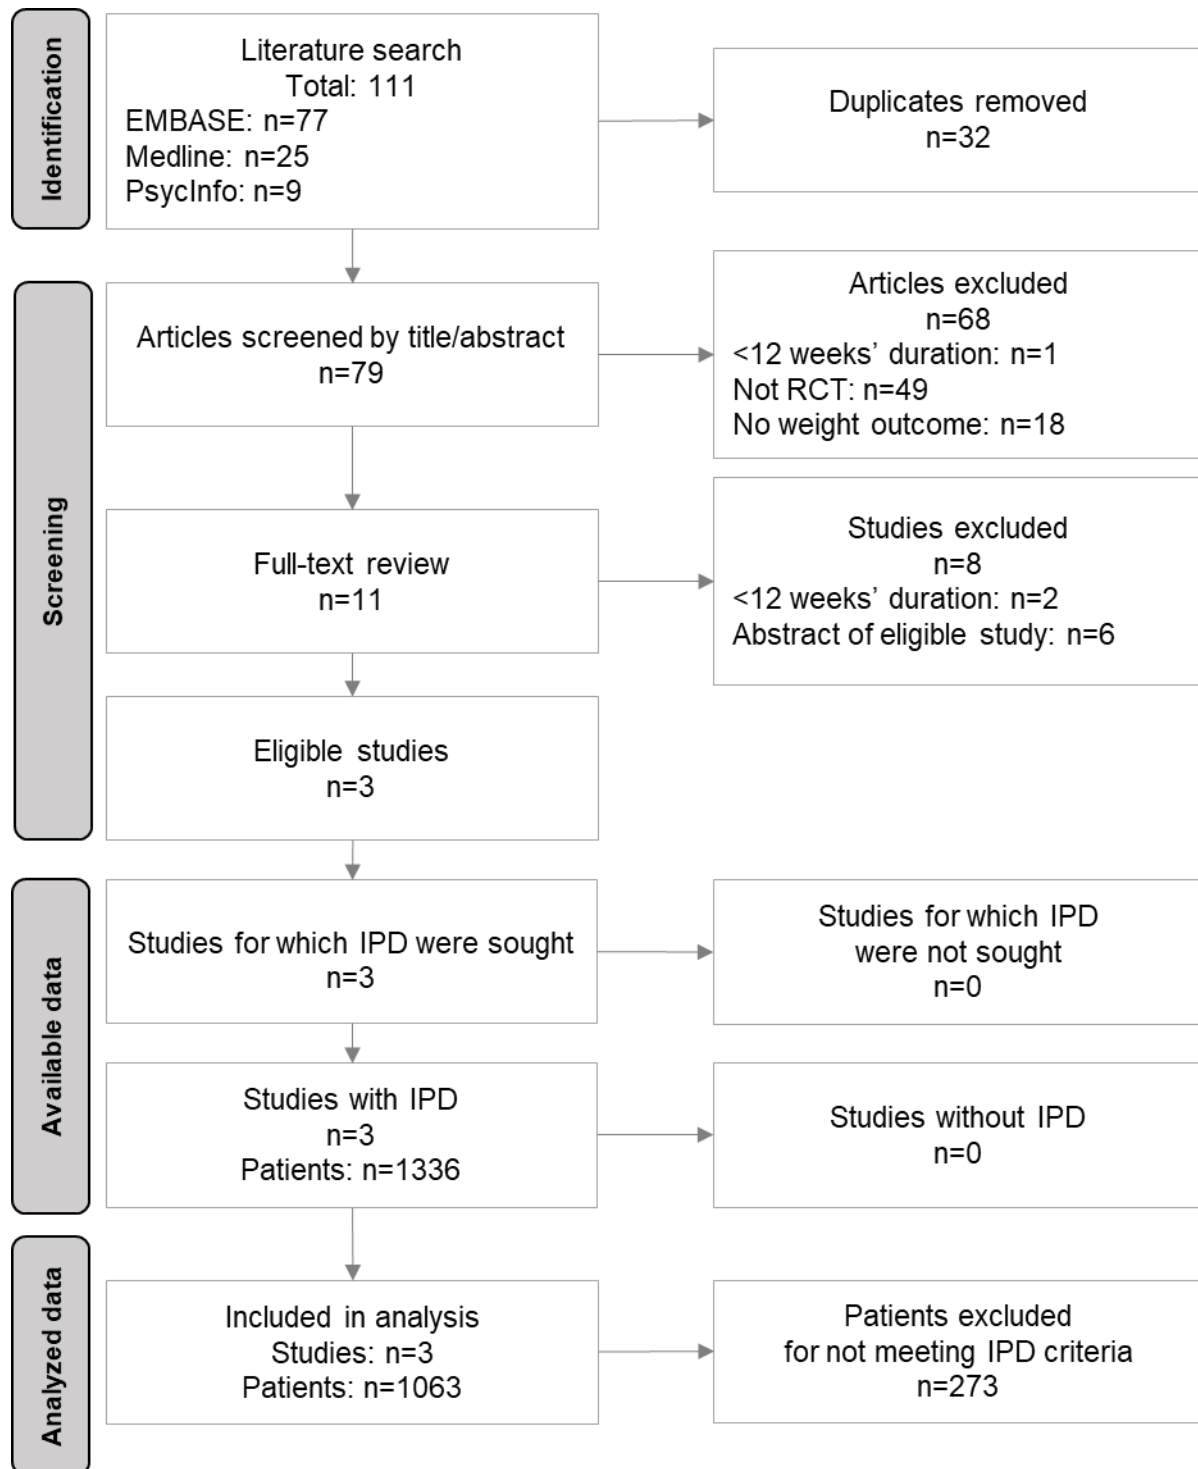 Identification
Literature search
Total: 111
EMBASE: n=77
Medline: n=25
PsycInfo: n=9
Duplicates removed
n=32
Screening
Articles screened by title/abstract
n=79
Articles excluded
n=68
<12 weeks’ duration: n=1
Not RCT: n=49
No weight outcome: n=18
Full-text review
n=11
Studies excluded
n=8
<12 weeks’ duration: n=2
Abstract of eligible study: n=6
Eligible studies
n=3
Available data
Studies for which IPD were sought
n=3
Studies for which IPD
were not sought
n=0
Studies with IPD
n=3
Patients: n=1336
Studies without IPD
n=0
Analyzed data
Included in analysis
Studies: n=3
Patients: n=1063
Patients excluded
for not meeting IPD criteria
n=273